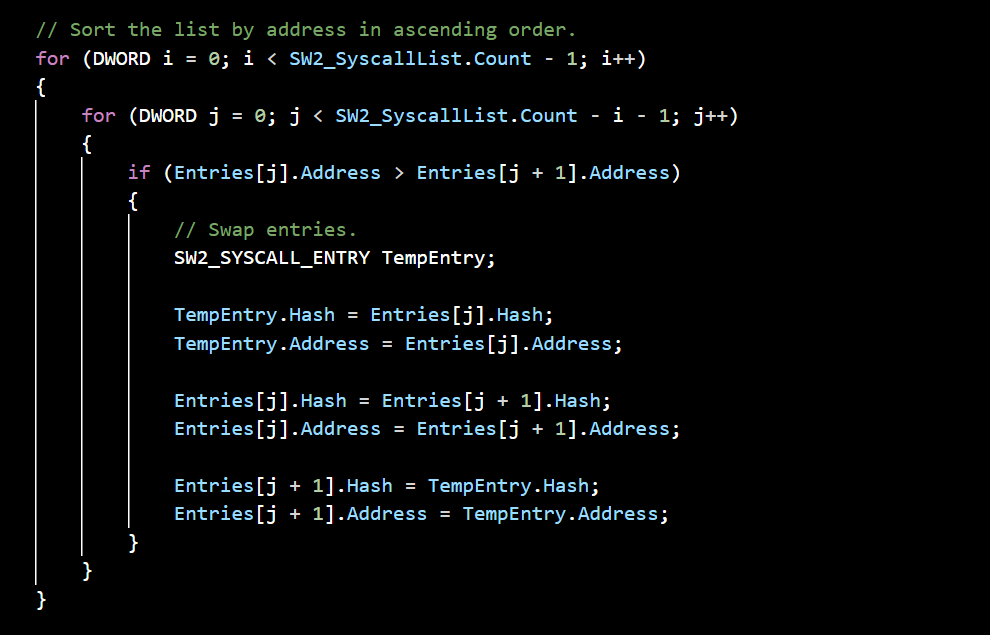 // Sort the list by address in ascending order.
for (DWORD i = 0; i < SW2_SyscallList.Count - 1; i++)
{
for (DWORD j = 0; j < SW2_SyscallList.Count - i - 1; j++)
{
if (Entries[j].Address > Entries[j + 1].Address)
{
// Swap entries.
SW2_SYSCALL_ENTRY TempEntry;
TempEntry.Hash = Entries[j].Hash;
TempEntry.Address = Entries[j].Address;
Entries[j].Hash = Entries[j + 1].Hash;
Entries[j].Address = Entries[j + 1].Address;
Entries[j + 1].Hash = TempEntry.Hash;
Entries[j + 1].Address = TempEntry.Address;
}
}
}